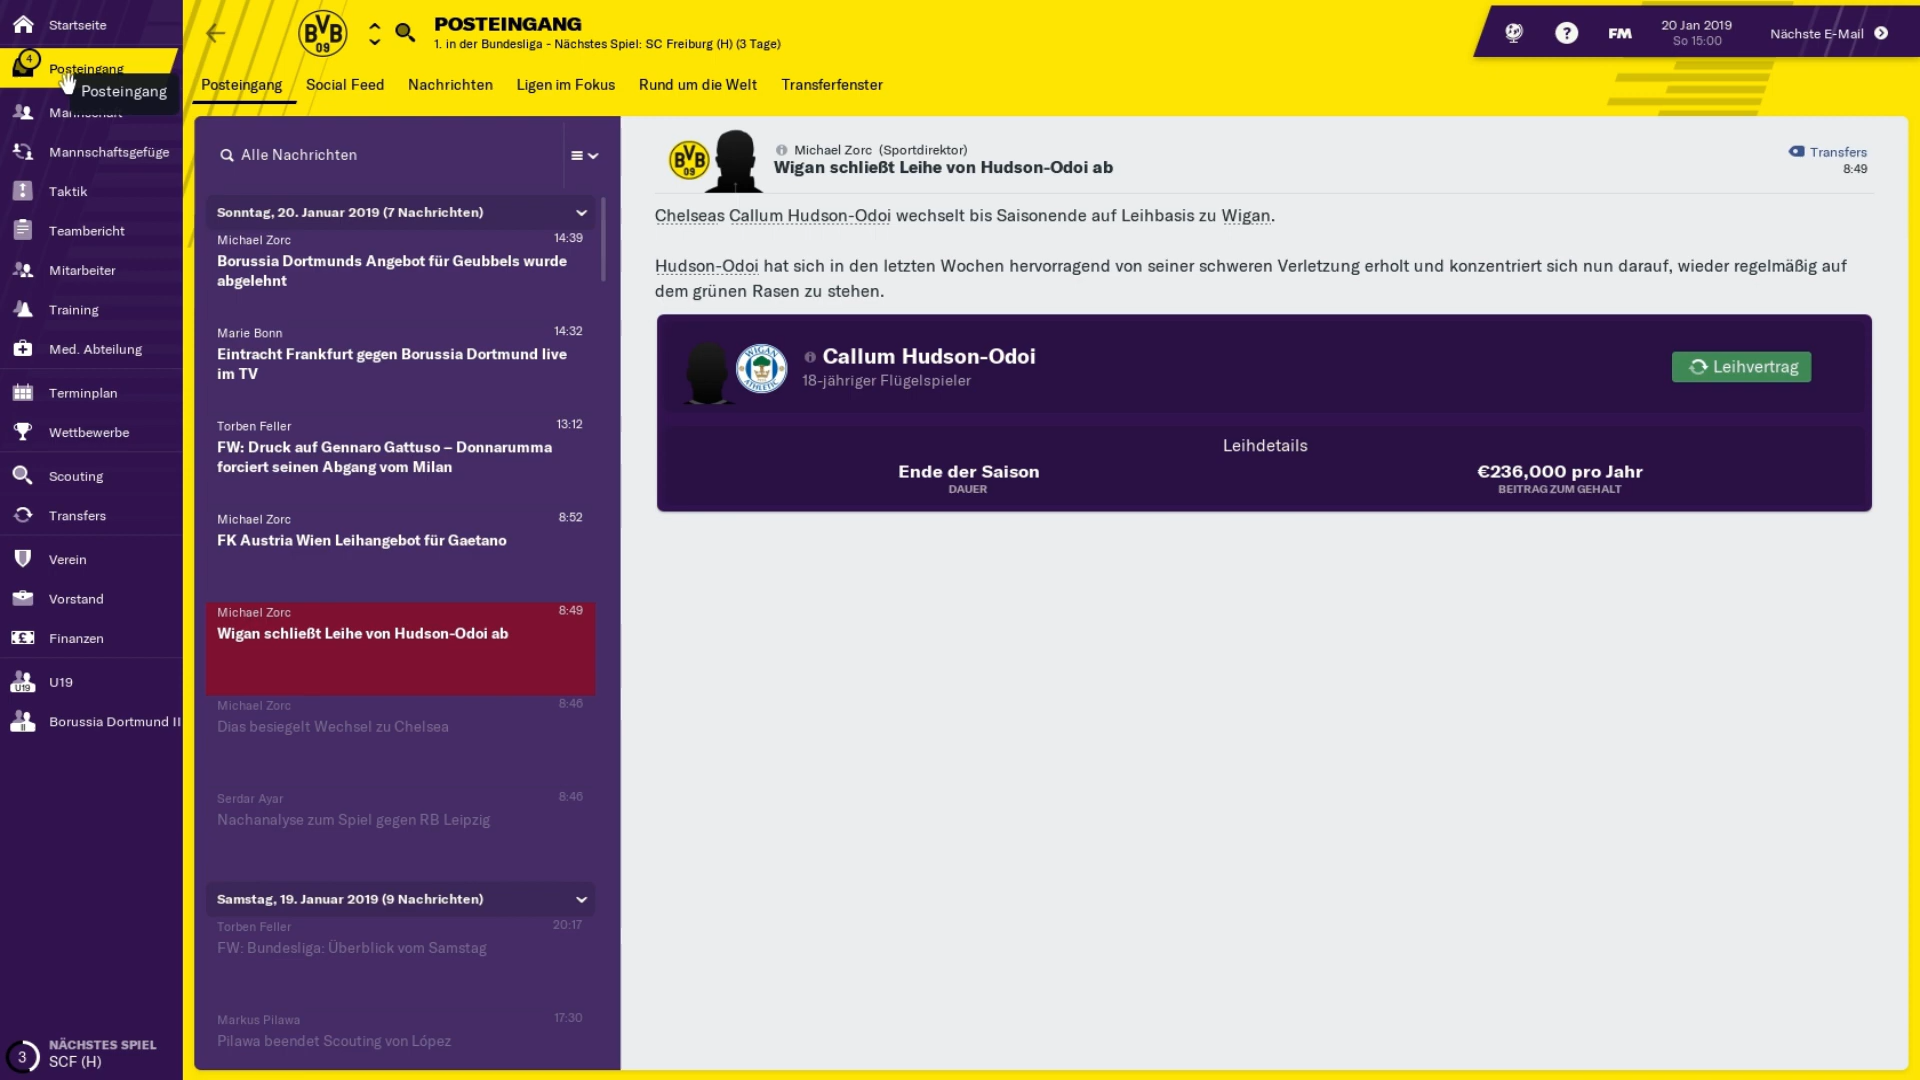 Startseite
4
Posteingang
Posteingang
Mannschaft
Mannschaftsgefüge
Taktik
Teambericht
Mitarbeiter
Training
Med. Abteilung
Terminplan
Wettbewerbe
Scouting
Transfers
Verein
Vorstand
Finanzen
U19
U19
II
Borussia Dortmund II
3
NÄCHSTES SPIEL
SCF (H)
BVB
09
POSTEINGANG
1. in der Bundesliga - Nächstes Spiel: SC Freiburg (H) (3 Tage)
?
FM
20 Jan 2019
So 15:00
Nächste E-Mail
Posteingang
Social Feed
Nachrichten
Ligen im Fokus
Rund um die Welt
Transferfenster
Alle Nachrichten
Sonntag, 20. Januar 2019 (7 Nachrichten)
Michael Zorc 14:39
Borussia Dortmunds Angebot für Geubbels wurde
abgelehnt
Marie Bonn 14:32
Eintracht Frankfurt gegen Borussia Dortmund live
im TV
Torben Feller 13:12
FW: Druck auf Gennaro Gattuso – Donnarumma
forciert seinen Abgang vom Milan
Michael Zorc 8:52
FK Austria Wien Leihangebot für Gaetano
Michael Zorc 8:49
Wigan schließt Leihe von Hudson-Odoi ab
Michael Zorc 8:46
Dias besiegelt Wechsel zu Chelsea
Serdar Ayar 8:46
Nachanalyse zum Spiel gegen RB Leipzig
Samstag, 19. Januar 2019 (9 Nachrichten)
Torben Feller 20:17
FW: Bundesliga: Überblick vom Samstag
Markus Pilawa 17:30
Pilawa beendet Scouting von López
BVB
09
Michael Zorc (Sportdirektor)
Wigan schließt Leihe von Hudson-Odoi ab
Transfers
8:49
Chelseas Callum Hudson-Odoi wechselt bis Saisonende auf Leihbasis zu Wigan.
Hudson-Odoi hat sich in den letzten Wochen hervorragend von seiner schweren Verletzung erholt und konzentriert sich nun darauf, wieder regelmäßig auf
dem grünen Rasen zu stehen.
WIGAN
ATHLETIC
Callum Hudson-Odoi
18-jähriger Flügelspieler
Leihvertrag
Leihdetails
Ende der Saison
DAUER
€236,000 pro Jahr
BEITRAG ZUM GEHALT